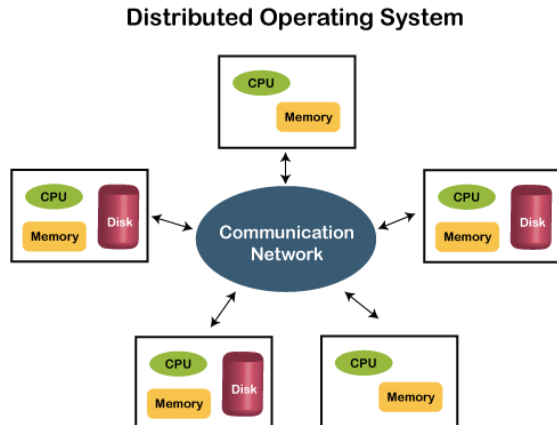 Distributed Operating System
CPU
Memory
CPU
Disk
Memory
Communication
Network
CPU
Disk
Memory
CPU
Disk
Memory
CPU
Memory